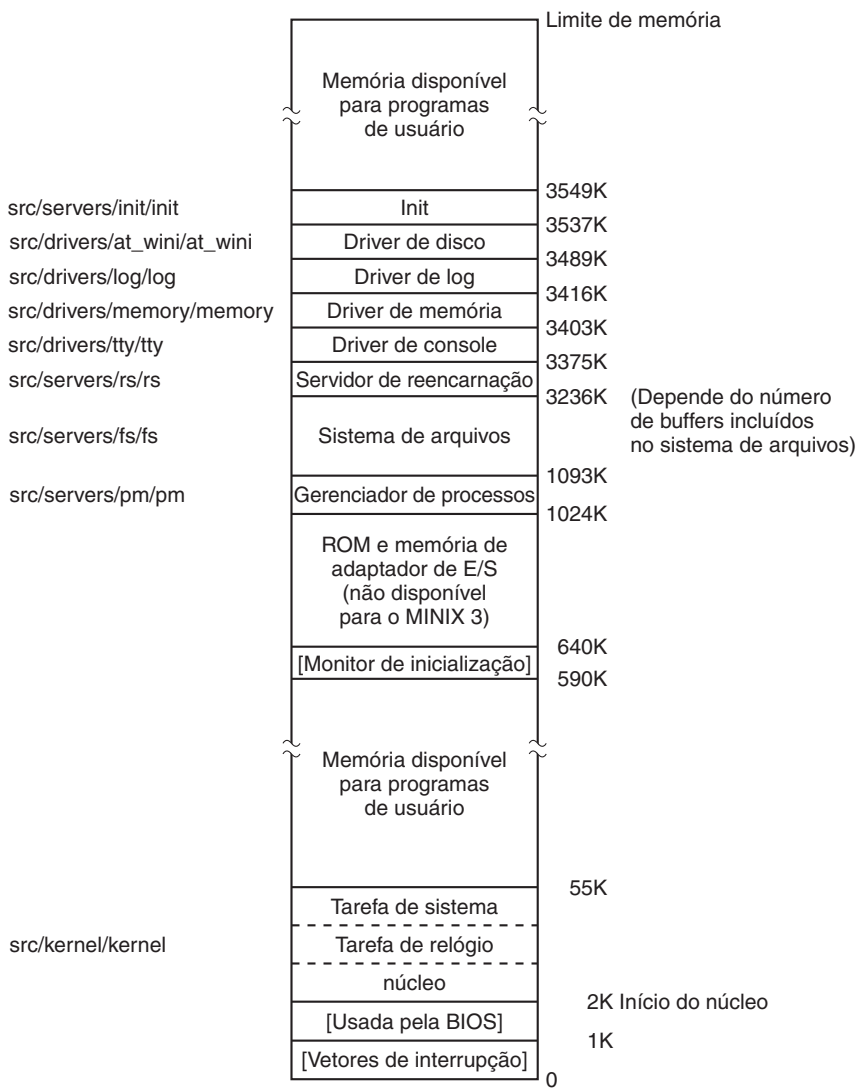 Limite de memória
Memória disponível
para programas
de usuário
3549K
src/servers/init/init
Init
3537K
src/drivers/at_wini/at_wini
Driver de disco
3489K
src/drivers/log/log
Driver de log
3416K
src/drivers/memory/memory
Driver de memória
3403K
src/drivers/tty/tty
Driver de console
3375K
src/servers/rs/rs
Servidor de reencarnação
3236K
(Depende do número
de buffers incluídos
no sistema de arquivos)
src/servers/fs/fs
Sistema de arquivos
1093K
src/servers/pm/pm
Gerenciador de processos
1024K
ROM e memória de
adaptador de E/S
(não disponível
para o MINIX 3)
640K
[Monitor de inicialização]
590K
Memória disponível
para programas
de usuário
55K
Tarefa de sistema
src/kernel/kernel
Tarefa de relógio
núcleo
2K Início do núcleo
[Usada pela BIOS]
1K
[Vetores de interrupção]
0